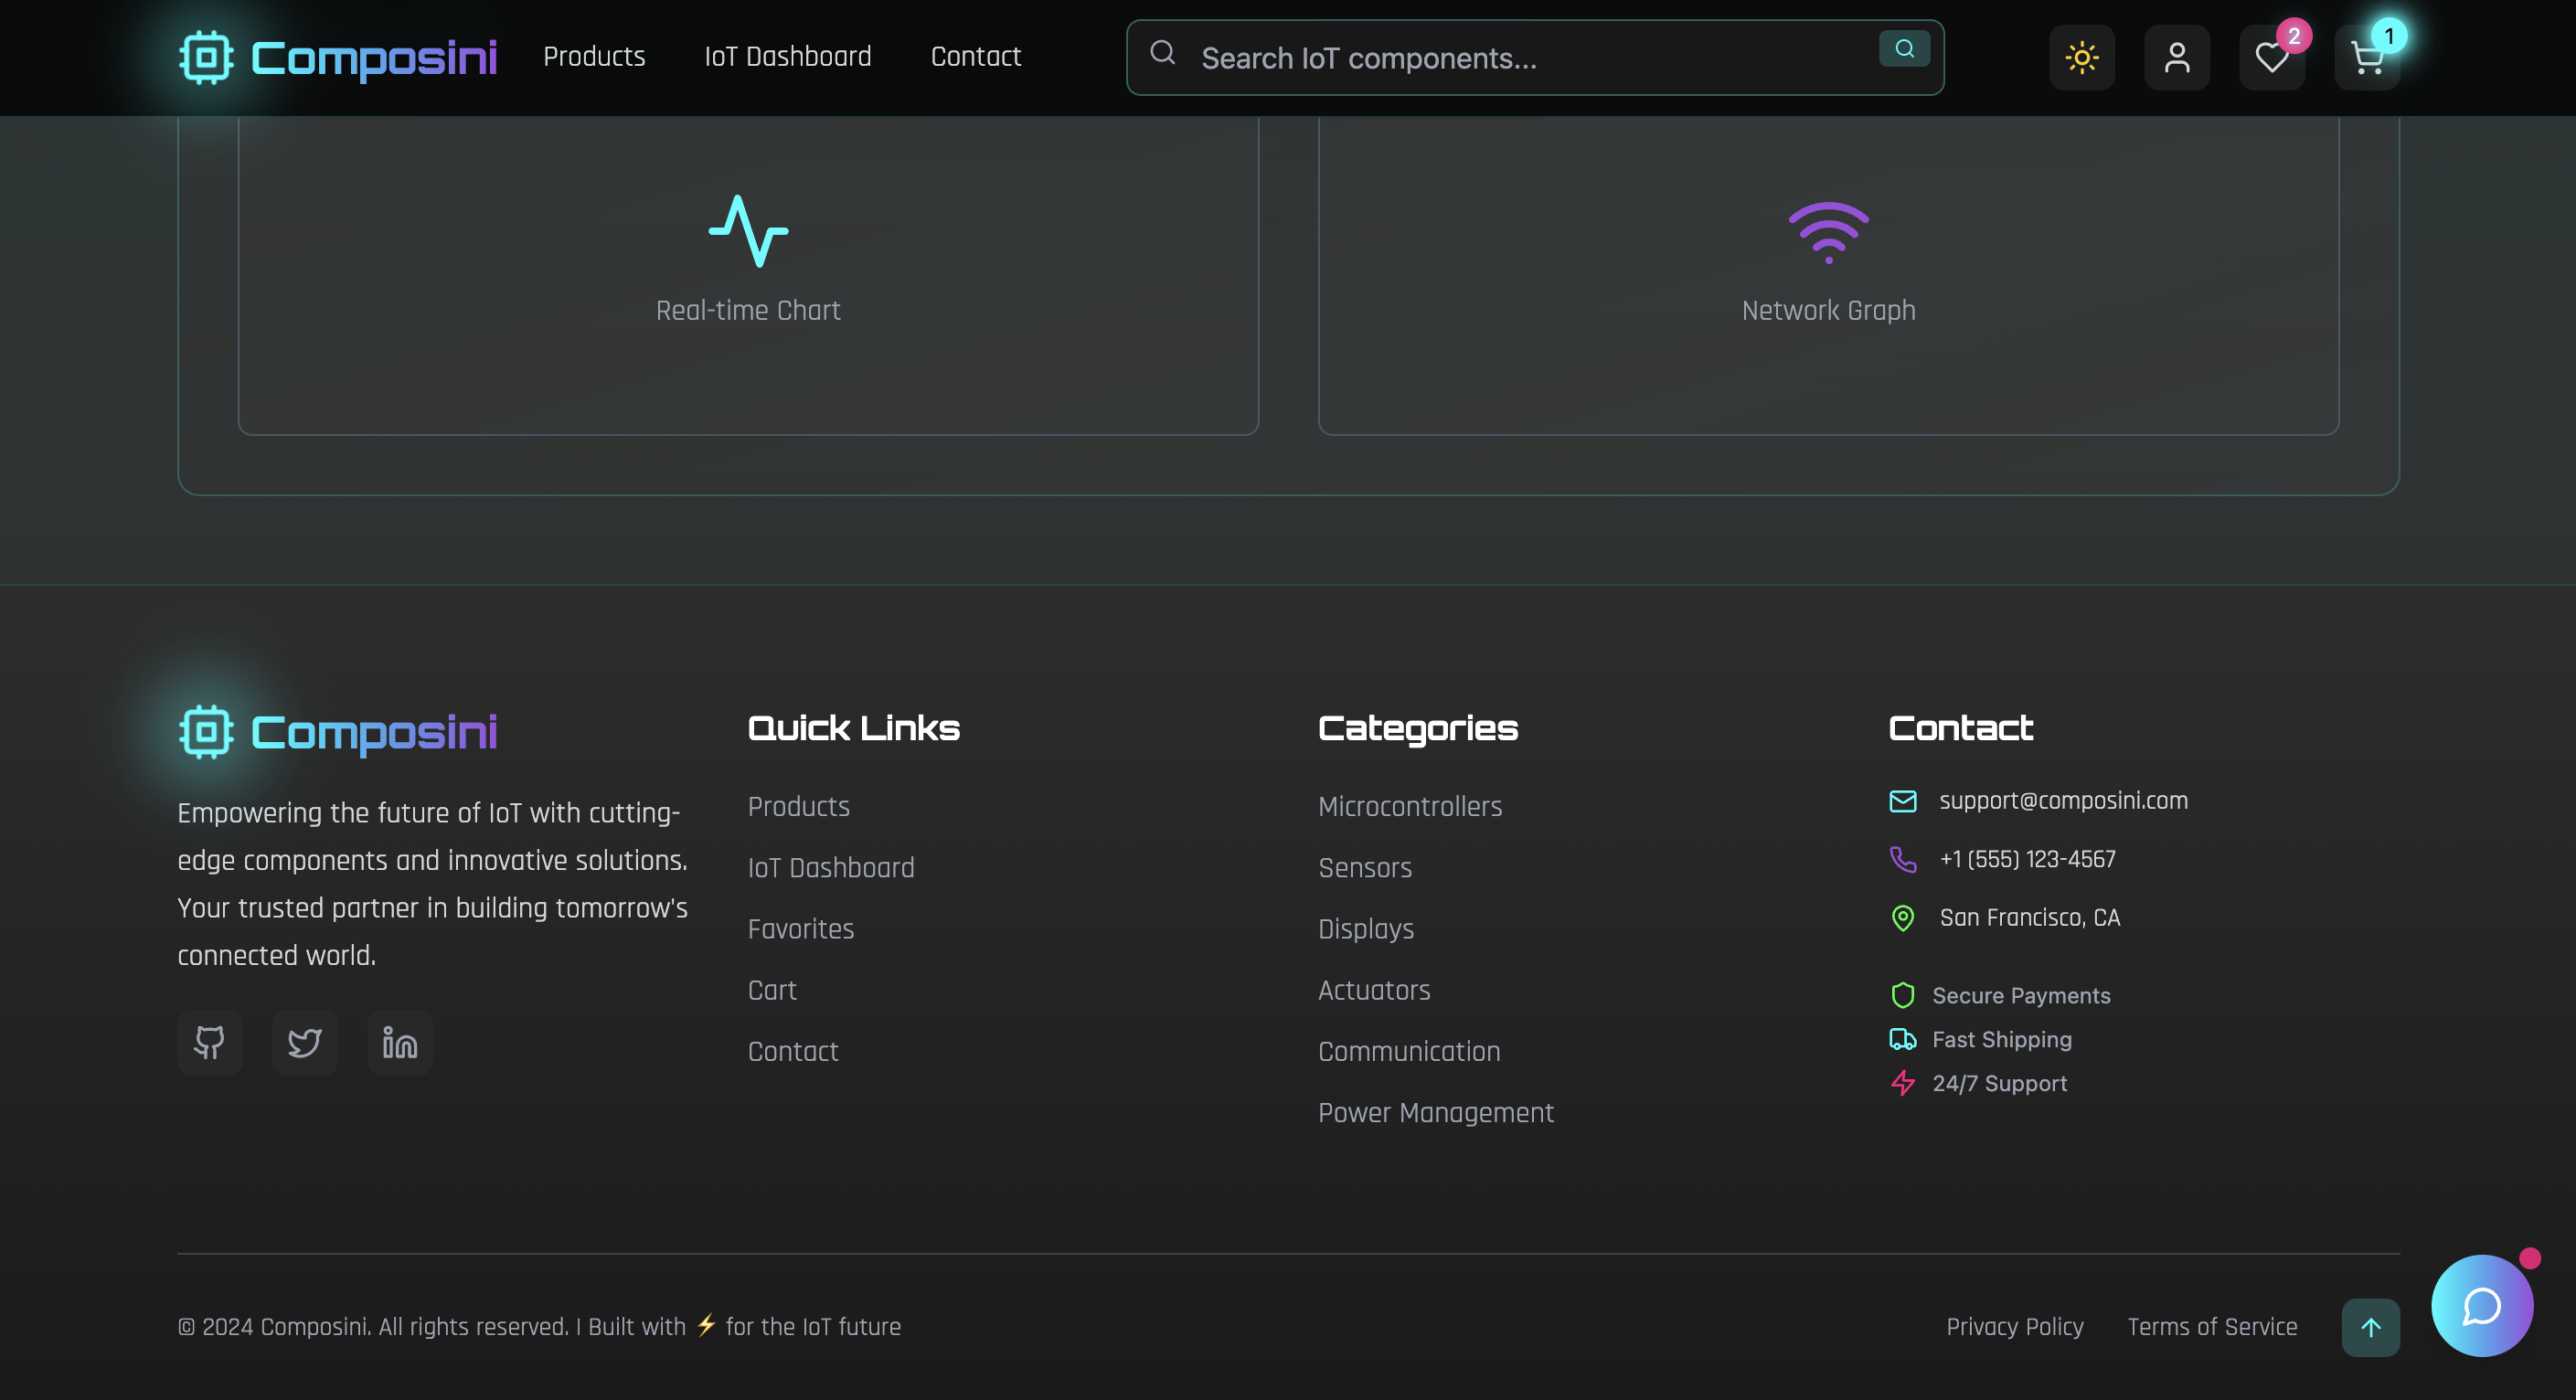 Composini
Products
IoT Dashboard
Contact
Search IoT components...
2
1
Real-time Chart
Network Graph
Composini
Empowering the future of IoT with cutting-
edge components and innovative solutions.
Your trusted partner in building tomorrow's
connected world.
Quick Links
Products
IoT Dashboard
Favorites
Cart
Contact
Categories
Microcontrollers
Sensors
Displays
Actuators
Communication
Power Management
Contact
support@composini.com
+1 (555) 123-4567
San Francisco, CA
Secure Payments
Fast Shipping
24/7 Support
© 2024 Composini. All rights reserved. | Built with ⚡ for the IoT future
Privacy Policy
Terms of Service